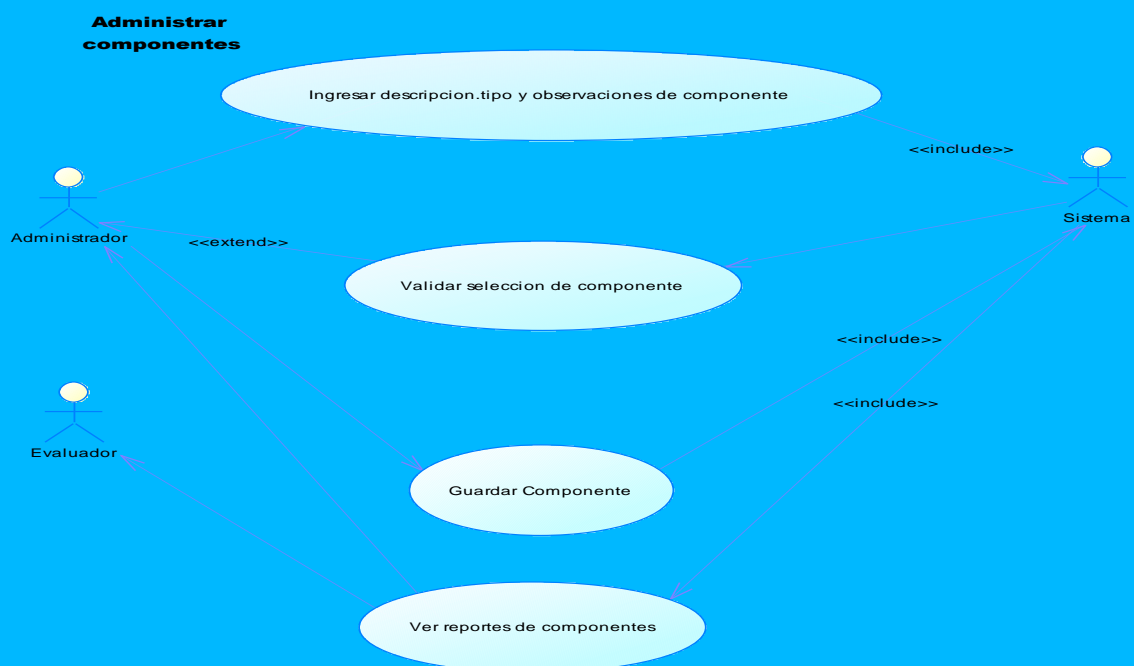 Administrar
componentes
Ingresar descripcion.tipo y observaciones de componente
<<include>>
Sistema
Administrador
<<extend>>
Validar seleccion de componente
<<include>>
<<include>>
Evaluador
Guardar Componente
Ver reportes de componentes